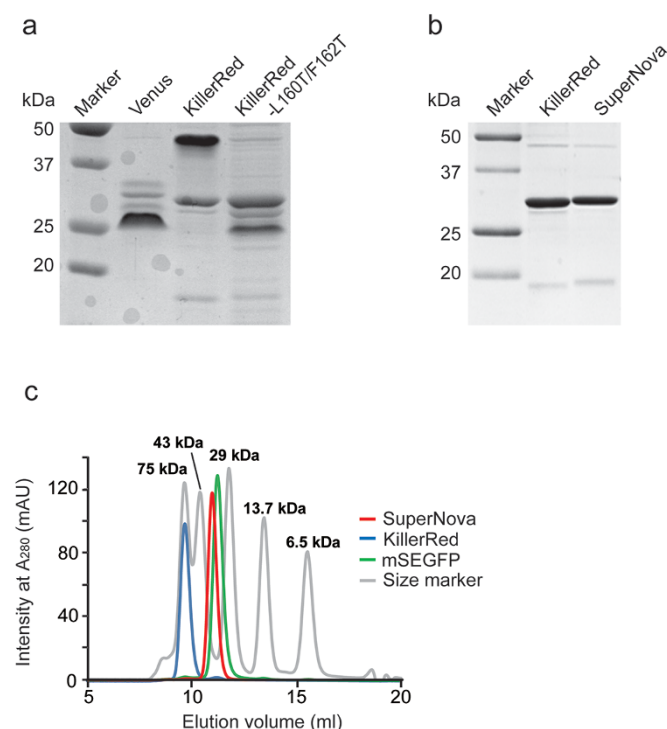 a
kDa
Marker
Venus
KillerRed
KillerRed
-L160T/F162T
50
37
25
20
b
kDa
Marker
KillerRed
SuperNova
50
37
25
20
c
Intensity at A280 (mAU)
120
80
40
0
75 kDa
43 kDa
29 kDa
13.7 kDa
6.5 kDa
SuperNova
KillerRed
mSEGFP
Size marker
5
10
15
20
Elution volume (ml)